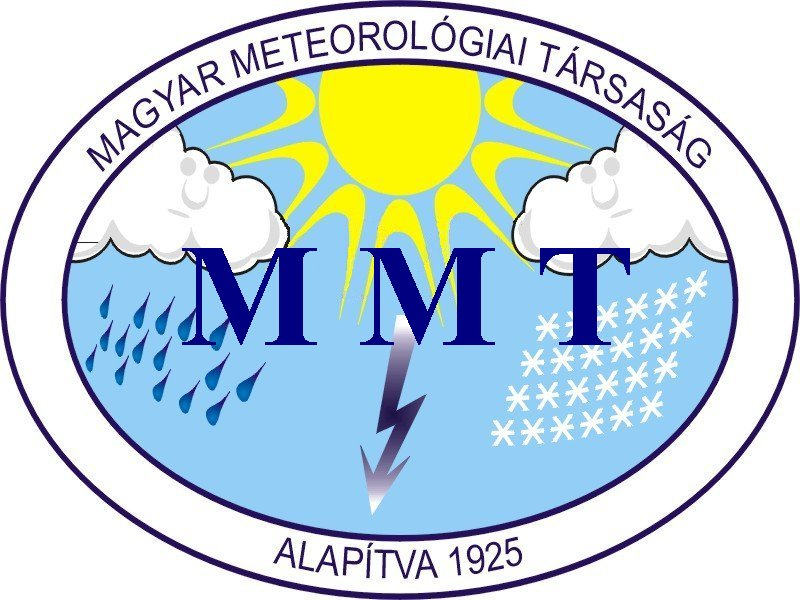 MAGYAR METEOROLÓGIAI TÁRSASÁG
M M T
ALAPÍTVA 1925